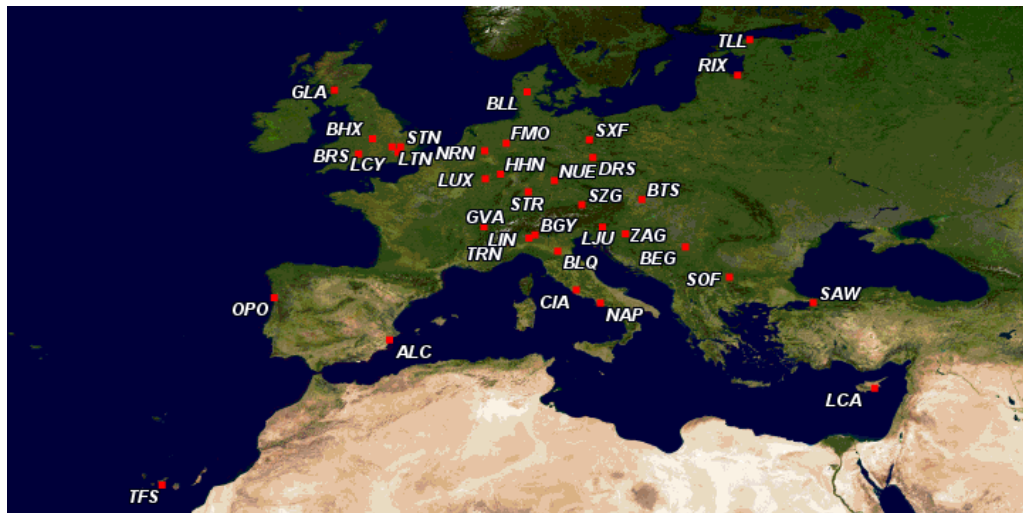 TLL
RIX
GLA
BLL
BHX
STN
FMO
SXF
BRS
LCY
LTN
NRN
HHN
NUE
DRS
LUX
STR
SZG
BTS
GVA
LIN
BGY
LJU
ZAG
TRN
BLQ
BEG
SOF
OPO
CIA
NAP
SAW
ALC
LCA
TFS